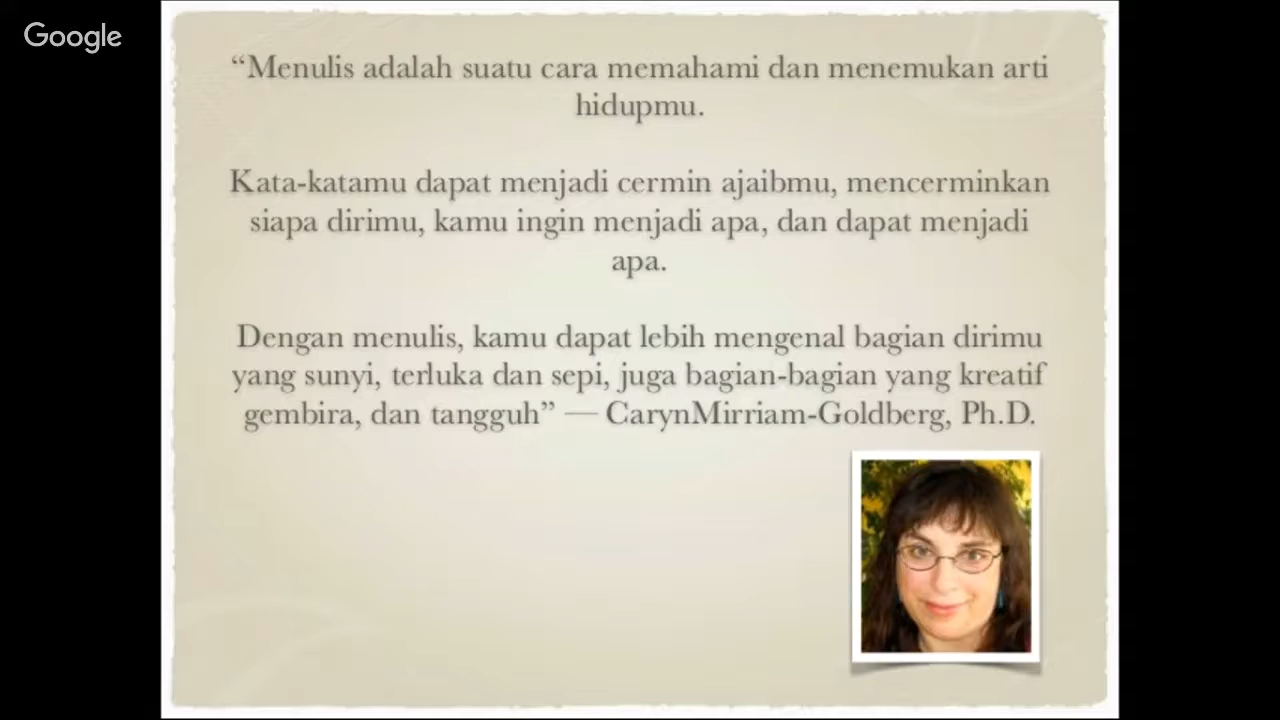 Google
“Menulis adalah suatu cara memahami dan menemukan arti
hidupmu.
Kata-katamu dapat menjadi cermin ajaibmu, mencerminkan
siapa dirimu, kamu ingin menjadi apa, dan dapat menjadi
apa.
Dengan menulis, kamu dapat lebih mengenal bagian dirimu
yang sunyi, terluka dan sepi, juga bagian-bagian yang kreatif
gembira, dan tangguh” — CarynMirriam-Goldberg, Ph.D.